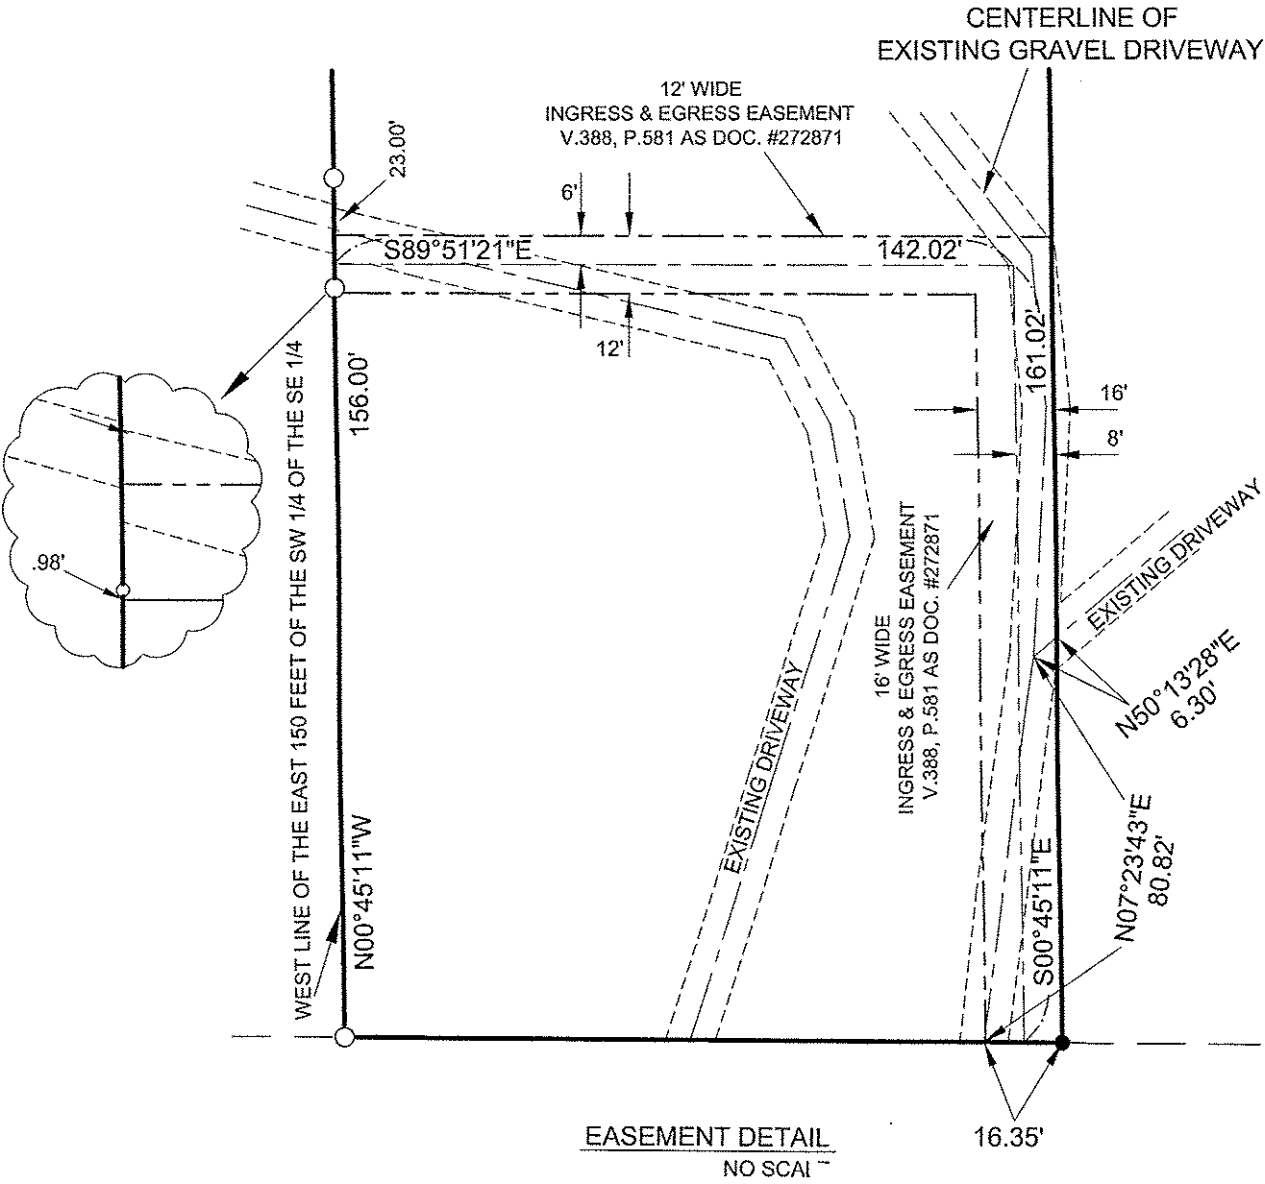 CENTERLINE OF
EXISTING GRAVEL DRIVEWAY
12' WIDE
INGRESS & EGRESS EASEMENT
V.388, P.581 AS DOC. #272871
23.00'
6'
S89°51'21"E
142.02'
12'
161.02'
16'
8'
WEST LINE OF THE EAST 150 FEET OF THE SW 1/4 OF THE SE 1/4
156.00'
.98'
16' WIDE
INGRESS & EGRESS EASEMENT
V.388, P.581 AS DOC. #272871
EXISTING DRIVEWAY
N50°13'28"E
6.30'
EXISTING DRIVEWAY
N00°45'11"W
S00°45'11"E
N07°23'43"E
80.82'
16.35'
EASEMENT DETAIL
NO